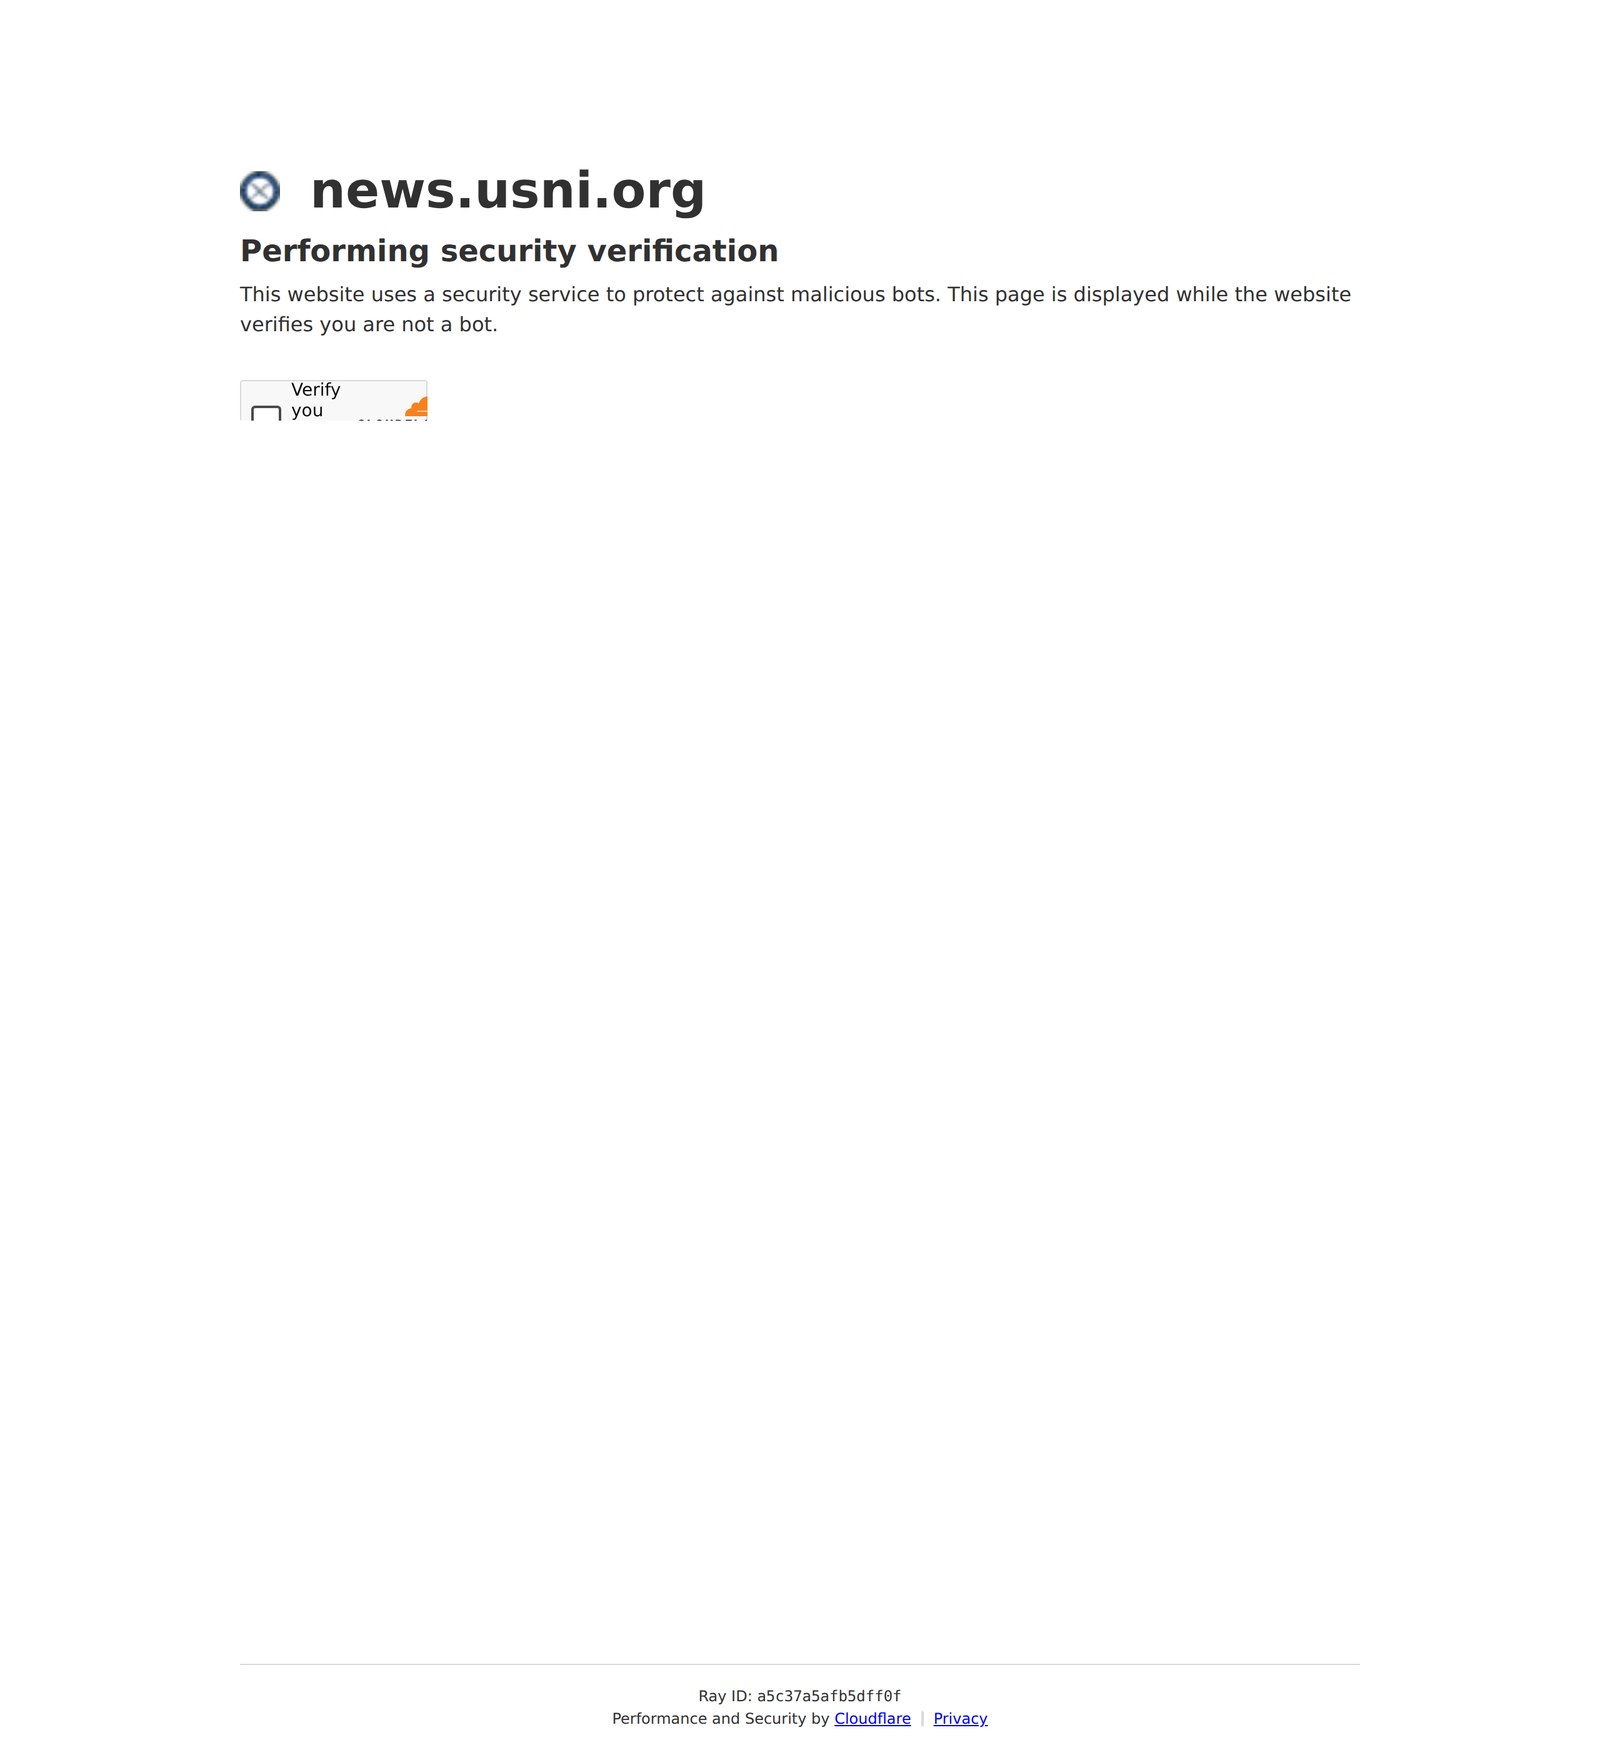 news.usni.org
Performing security verification
This website uses a security service to protect against malicious bots. This page is displayed while the website
verifies you are not a bot.
Verify
you
Ray ID: a5c37a5afb5dff0f
Performance and Security by Cloudflare | Privacy